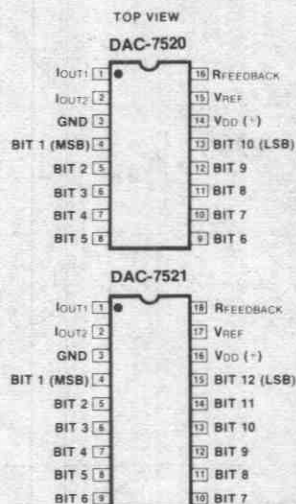 TOP VIEW
DAC-7520
IOUT1 1 16 RFEEDBACK
IOUT2 2 15 VREF
GND 3 14 VDD (+)
BIT 1 (MSB) 4 13 BIT 10 (LSB)
BIT 2 5 12 BIT 9
BIT 3 6 11 BIT 8
BIT 4 7 10 BIT 7
BIT 5 8 9 BIT 6
DAC-7521
IOUT1 1 18 RFEEDBACK
IOUT2 2 17 VREF
GND 3 16 VDD (+)
BIT 1 (MSB) 4 15 BIT 12 (LSB)
BIT 2 5 14 BIT 11
BIT 3 6 13 BIT 10
BIT 4 7 12 BIT 9
BIT 5 8 11 BIT 8
BIT 6 9 10 BIT 7